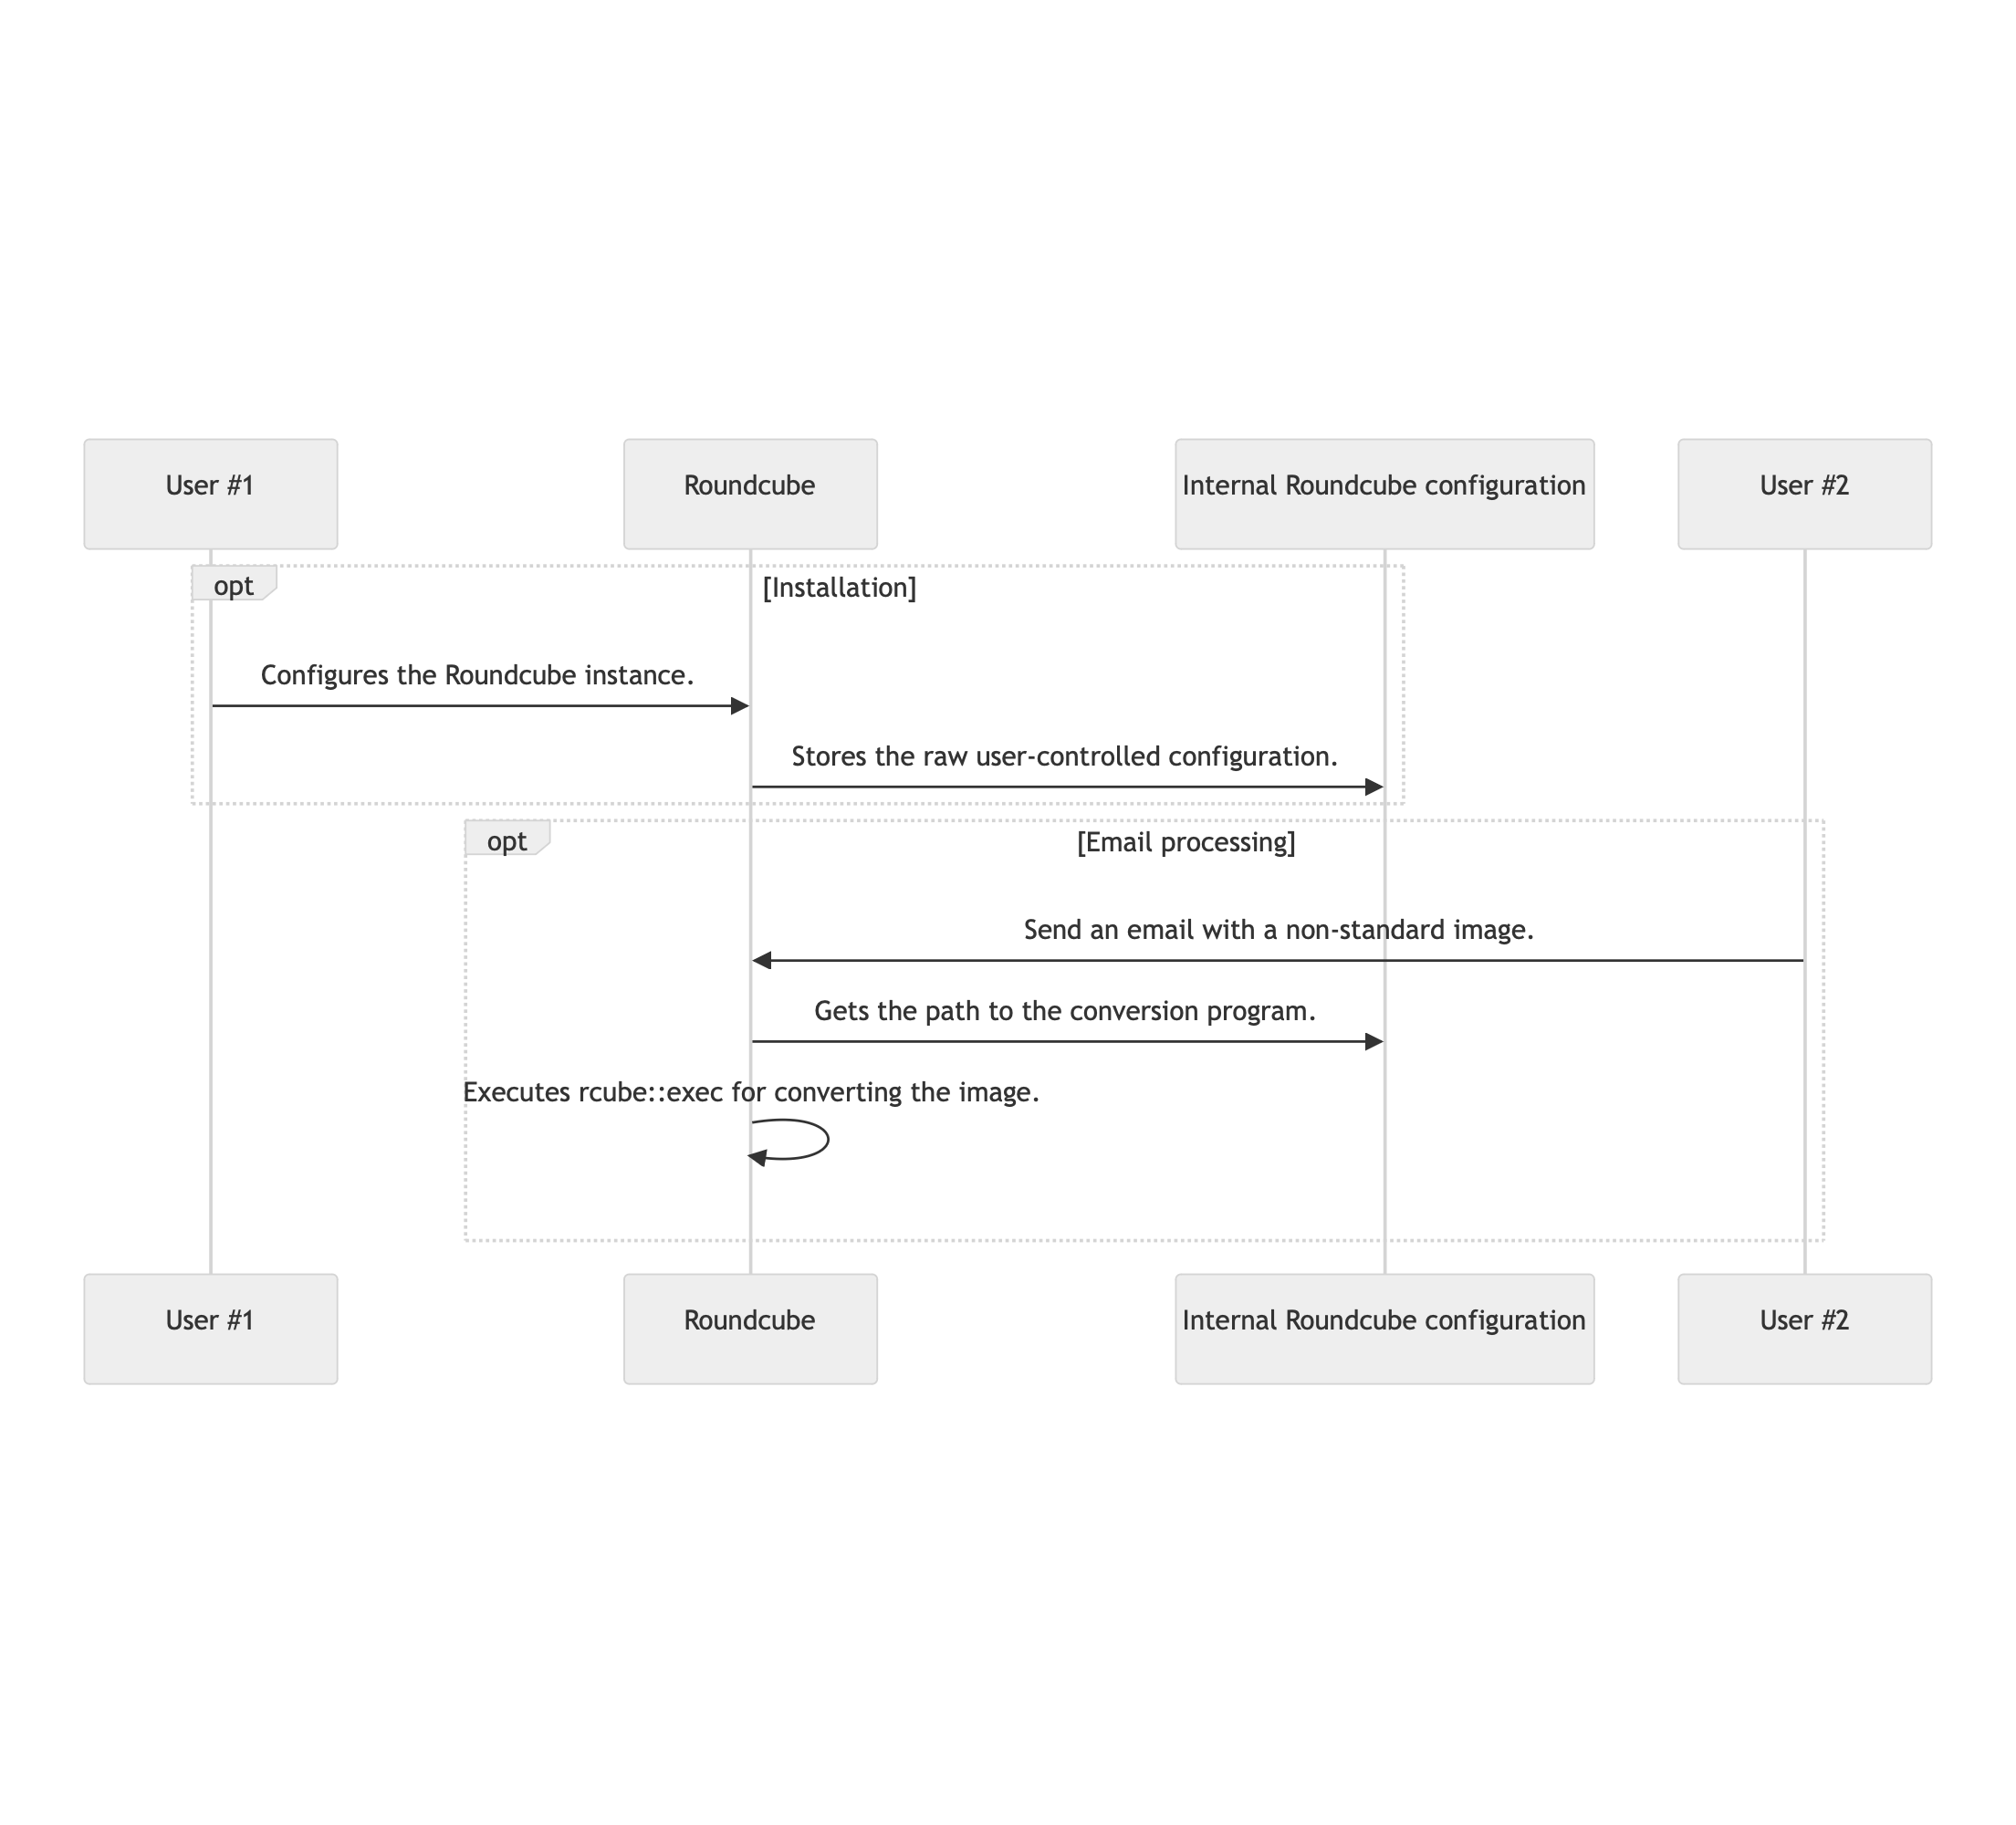 User #1
Roundcube
Internal Roundcube configuration
User #2
opt
[Installation]
Configures the Roundcube instance.
Stores the raw user-controlled configuration.
opt
[Email processing]
Send an email with a non-standard image.
Gets the path to the conversion program.
Executes rcube::exec for converting the image.
User #1
Roundcube
Internal Roundcube configuration
User #2